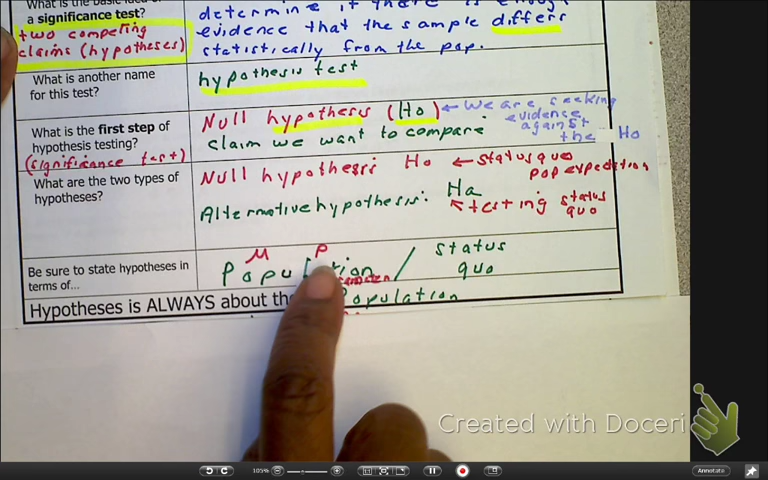 What is the basic idea of
a significance test?
two competing
claims (hypotheses)
determine if there is enough
evidence that the sample differs
statistically from the pop.
What is another name
for this test?
hypothesis test
What is the first step of
hypothesis testing?
(significance test)
Null hypothesis (Ho)
claim we want to compare
← We are seeking
evidence
against
the Ho
What are the two types of
hypotheses?
Null hypothesis Ho ← status quo
pop expectation
Alternative hypothesis: Ha
↖ testing status
quo
Be sure to state hypotheses in
terms of...
μ p
Population / status
quo
Hypotheses is ALWAYS about the Population
Created with Doceri
105%
Annotate